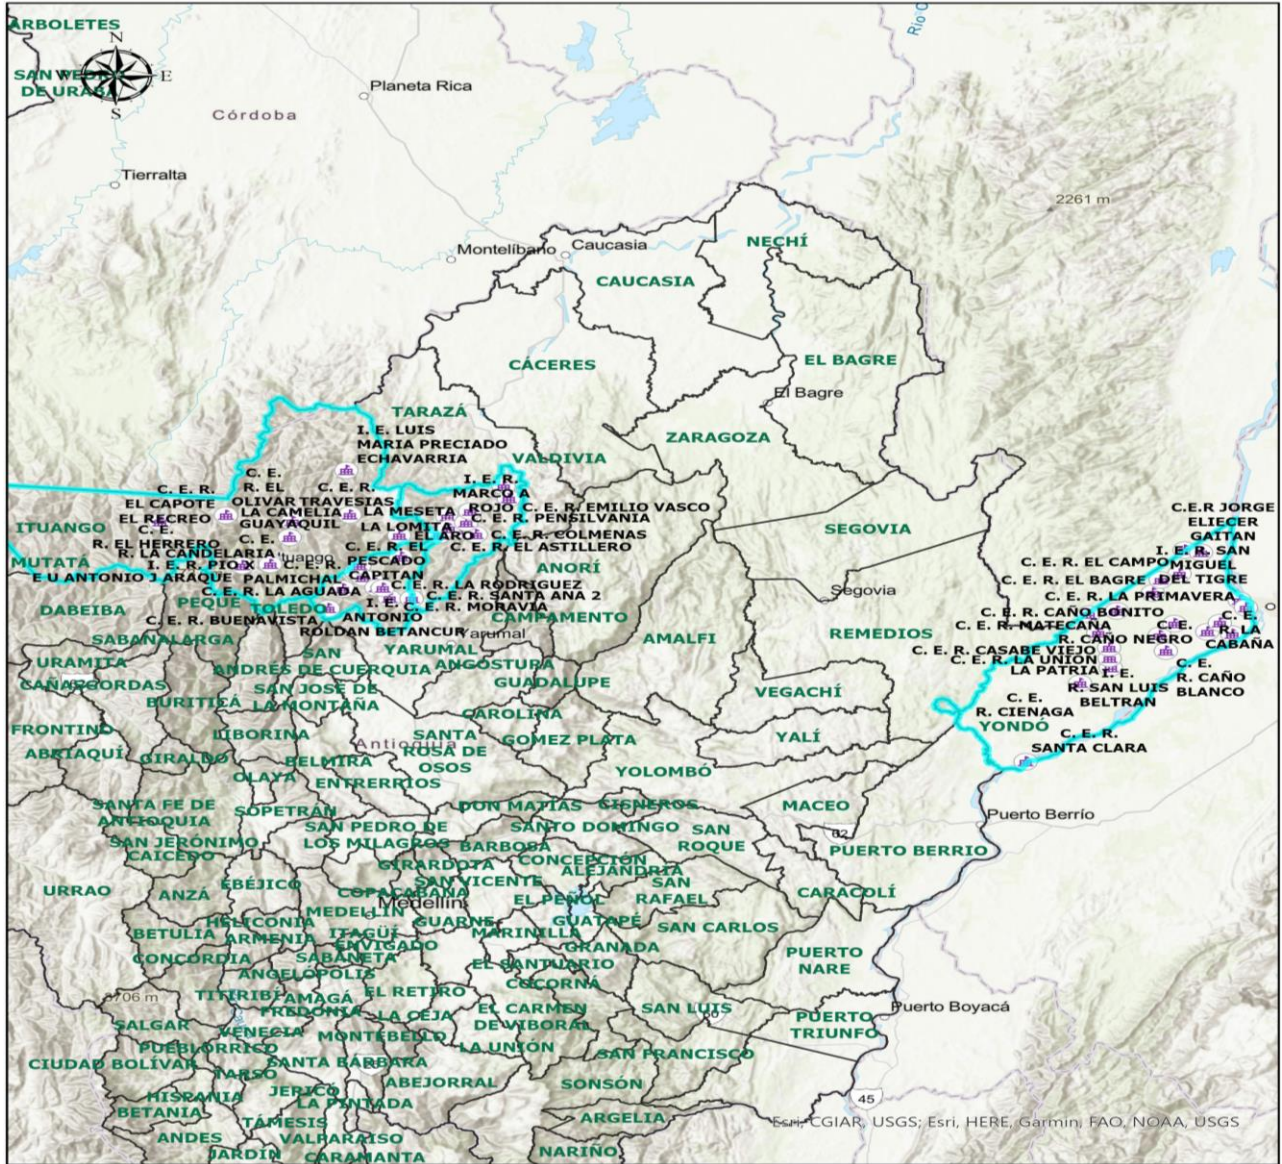 ARBOLETES
N
W
E
S
SAN PEDRO
DE URABÁ
Planeta Rica
Córdoba
Tierralta
2261 m
Montelíbano
Caucasia
NECHÍ
CAUCASIA
CÁCERES
EL BAGRE
El Bagre
TARAZÁ
ZARAGOZA
VALDIVIA
I. E. LUIS
MARIA PRECIADO
ECHAVARRIA
C. E. R.
EL CAPOTE
EL RECREO
C. E.
R. EL
OLIVAR
C. E. R.
TRAVESIAS
LA CAMELIA
LA MESETA
GUAYAQUIL
LA LOMITA
I. E. R.
MARCO A
ROJO
C. E. R. EMILIO VASCO
C. E. R. PENSILVANIA
C. E. R. COLMENAS
EL ARO
C. E. R. EL ASTILLERO
ITUANGO
C. E.
R. EL HERRERO
C. E.
C. E. R. EL
PESCADO
R. LA CANDELARIA
Ituango
MUTATÁ
I. E. R. PIO X
C. E. R.
CAPITAN
E U ANTONIO J ARAQUE
PALMICHAL
C. E. R. LA AGUADA
C. E. R. LA RODRIGUEZ
C. E. R. SANTA ANA 2
C. E. R. MORAVIA
C. E. R. BUENAVISTA
I. E.
ANTONIO
ROLDAN BETANCUR
ANORÍ
SEGOVIA
Segovia
C.E.R JORGE
ELIECER
GAITAN
I. E. R. SAN
MIGUEL
DEL TIGRE
C. E. R. EL CAMPO
C. E. R. EL BAGRE
C. E. R. LA PRIMAVERA
C. E. R. CAÑO BONITO
C. E. R. MATECAÑA
C. E.
R. CAÑO NEGRO
C. E.
R. LA
CABAÑA
C. E. R. CASABE VIEJO
C. E. R. LA UNION
LA PATRIA
I. E.
R. SAN LUIS
BELTRAN
C. E.
R. CAÑO
BLANCO
C. E.
R. CIENAGA
YONDÓ
C. E. R.
SANTA CLARA
DABEIBA
PEQUE
TOLEDO
CAMPAMENTO
SABANALARGA
Yarumal
YARUMAL
AMALFI
REMEDIOS
URAMITA
SAN
ANDRÉS DE CUERQUIA
ANGOSTURA
CAÑASGORDAS
GUADALUPE
BURITICÁ
SAN JOSÉ DE
LA MONTAÑA
VEGACHÍ
FRONTINO
LIBORINA
CAROLINA
YALÍ
ABRIAQUÍ
GIRALDO
Antioquia
SANTA
ROSA DE
OSOS
GOMEZ PLATA
BELMIRA
OLAYA
ENTRERRIOS
YOLOMBÓ
SANTA FE DE
ANTIOQUIA
SOPETRÁN
DON MATÍAS
CISNEROS
MACEO
Puerto Berrío
SAN PEDRO DE
LOS MILAGROS
SANTO DOMINGO
SAN
ROQUE
62
SAN JERÓNIMO
CAICEDO
BARBOSA
PUERTO BERRIO
GIRARDOTA
CONCEPCIÓN
ALEJANDRIA
URRAO
ANZÁ
EBÉJICO
COPACABANA
SAN VICENTE
SAN
RAFAEL
CARACOLÍ
EL PEÑOL
MEDELLÍN
Medellín
HELICONIA
GUARNE
GUATAPÉ
SAN CARLOS
BETULIA
ARMENIA
ITAGÜÍ
MARINILLA
ENVIGADO
GRANADA
CONCORDIA
SABANETA
EL SANTUARIO
PUERTO
NARE
ANGELÓPOLIS
COCORNÁ
3706 m
TITIRIBÍ
AMAGÁ
EL RETIRO
FREDONIA
LA CEJA
EL CARMEN
DE VIBORAL
SAN LUIS
60
Puerto Boyacá
PUERTO
TRIUNFO
SALGAR
VENECIA
MONTEBELLO
PUEBLORRICO
LA UNIÓN
SAN FRANCISCO
CIUDAD BOLÍVAR
SANTA BÁRBARA
TARSO
ABEJORRAL
SONSÓN
HISPANIA
JERICÓ
LA PINTADA
45
BETANIA
TÁMESIS
ARGELIA
Esri, CGIAR, USGS; Esri, HERE, Garmin, FAO, NOAA, USGS
ANDES
VALPARAISO
JARDÍN
CARAMANTA
NARIÑO